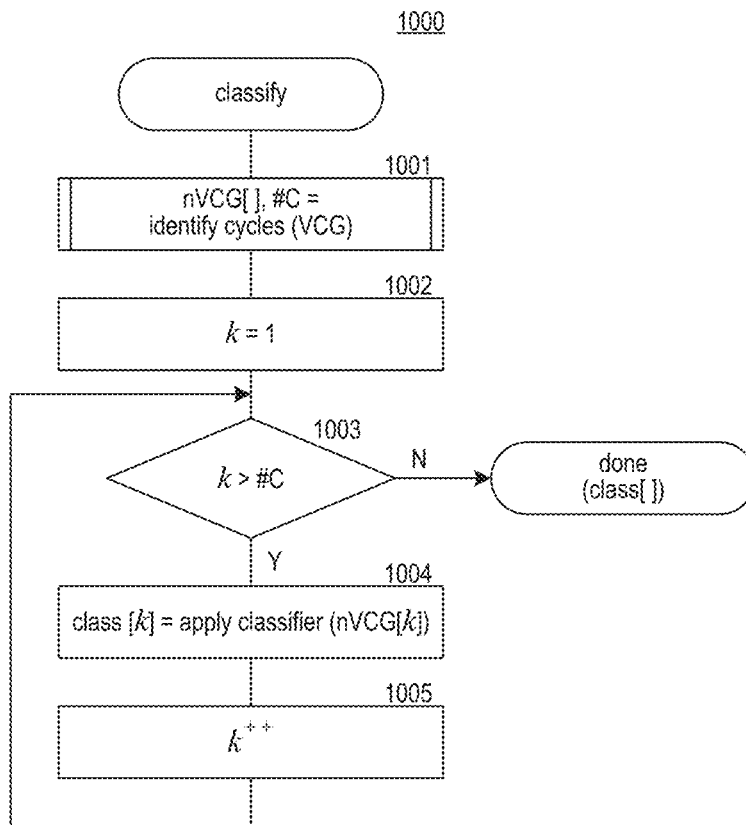 1000
classify
1001
nVCG[ ], #C =
identify cycles (VCG)
1002
k = 1
1003
k > #C
N
done
(class[ ])
Y
1004
class [k] = apply classifier (nVCG[k])
1005
k++